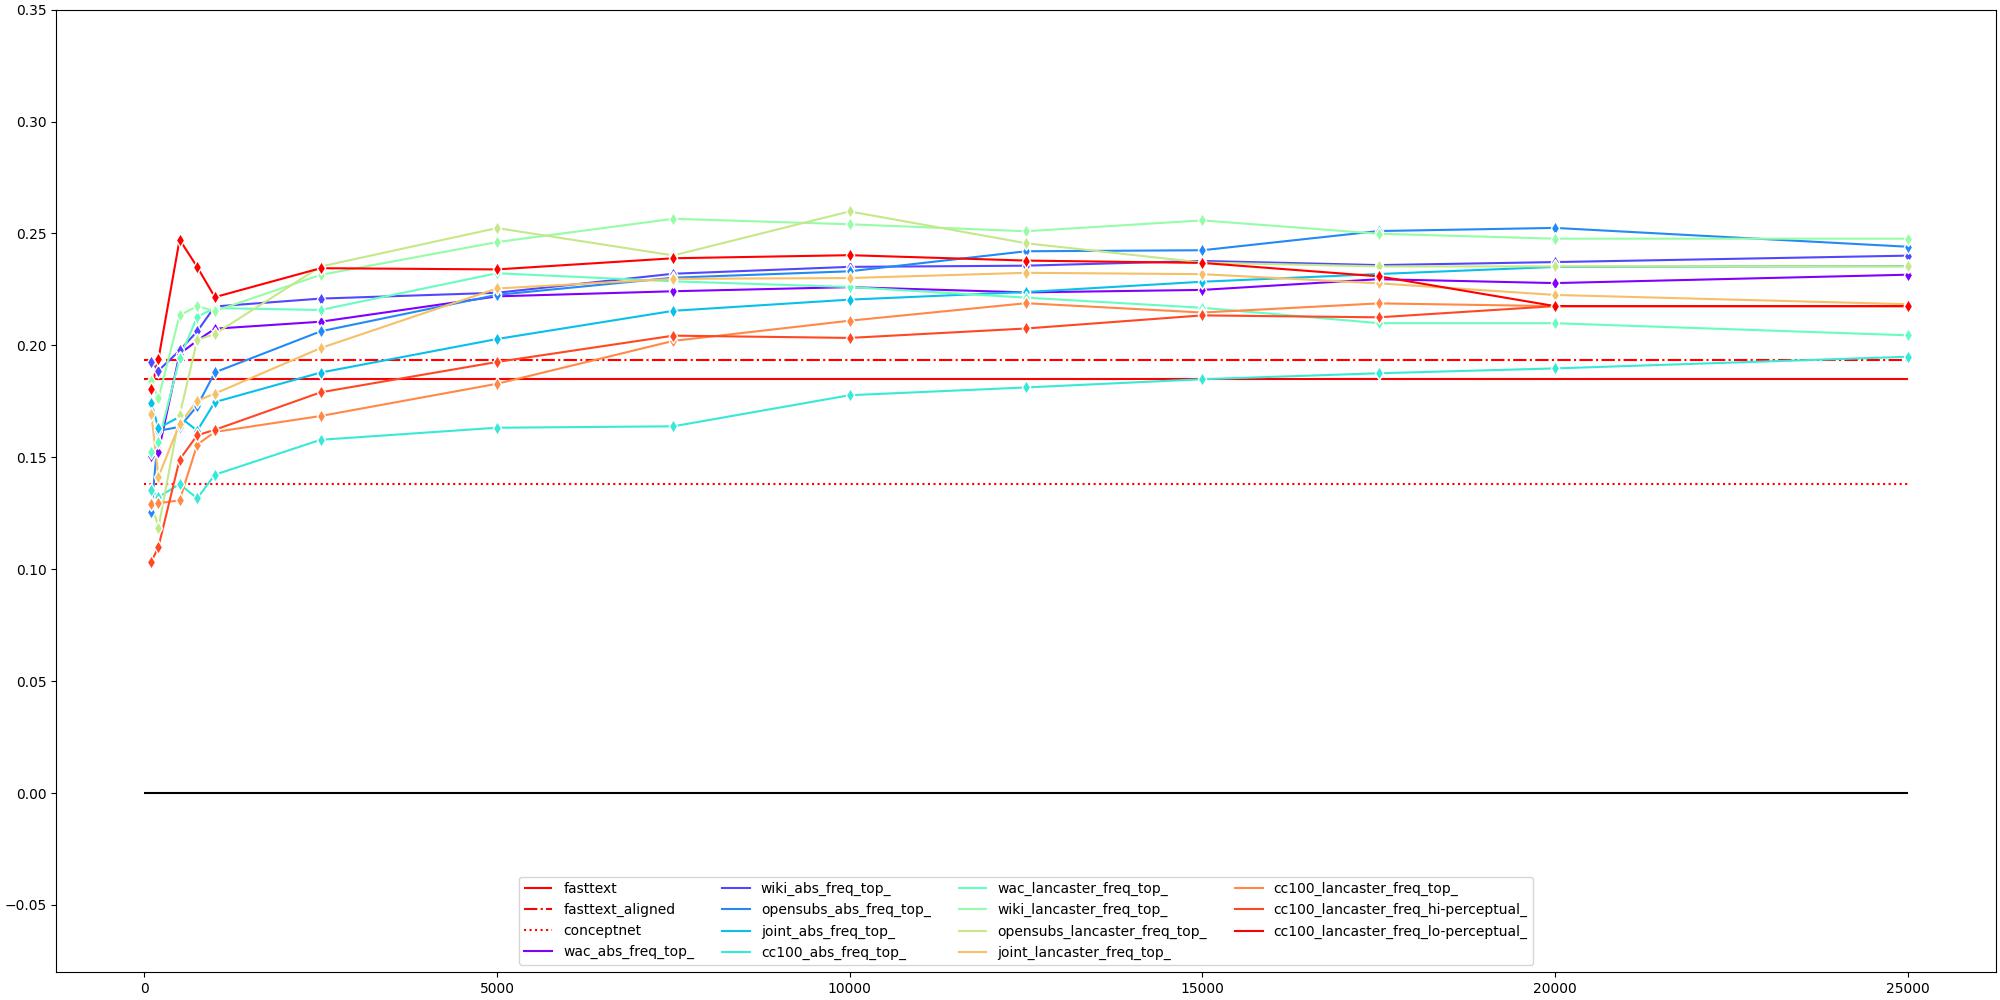 0.35
0.30
0.25
0.20
0.15
0.10
0.05
0.00
−0.05
fasttext
fasttext_aligned
conceptnet
wac_abs_freq_top_
wiki_abs_freq_top_
opensubs_abs_freq_top_
joint_abs_freq_top_
cc100_abs_freq_top_
wac_lancaster_freq_top_
wiki_lancaster_freq_top_
opensubs_lancaster_freq_top_
joint_lancaster_freq_top_
cc100_lancaster_freq_top_
cc100_lancaster_freq_hi-perceptual_
cc100_lancaster_freq_lo-perceptual_
0 5000 10000 15000 20000 25000